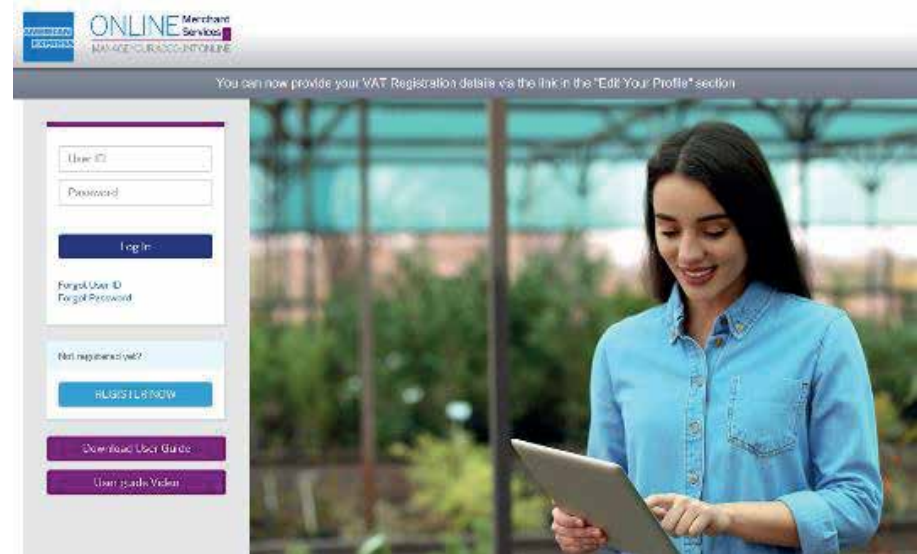 AMERICAN
EXPRESS
ONLINE Merchant
Services
MANAGE YOUR ACCOUNT ONLINE
You can now provide your VAT Registration details via the link in the "Edit Your Profile" section
User ID
Password
Log In
Forgot User ID
Forgot Password
Not registered yet?
REGISTER NOW
Download User Guide
User guide Video